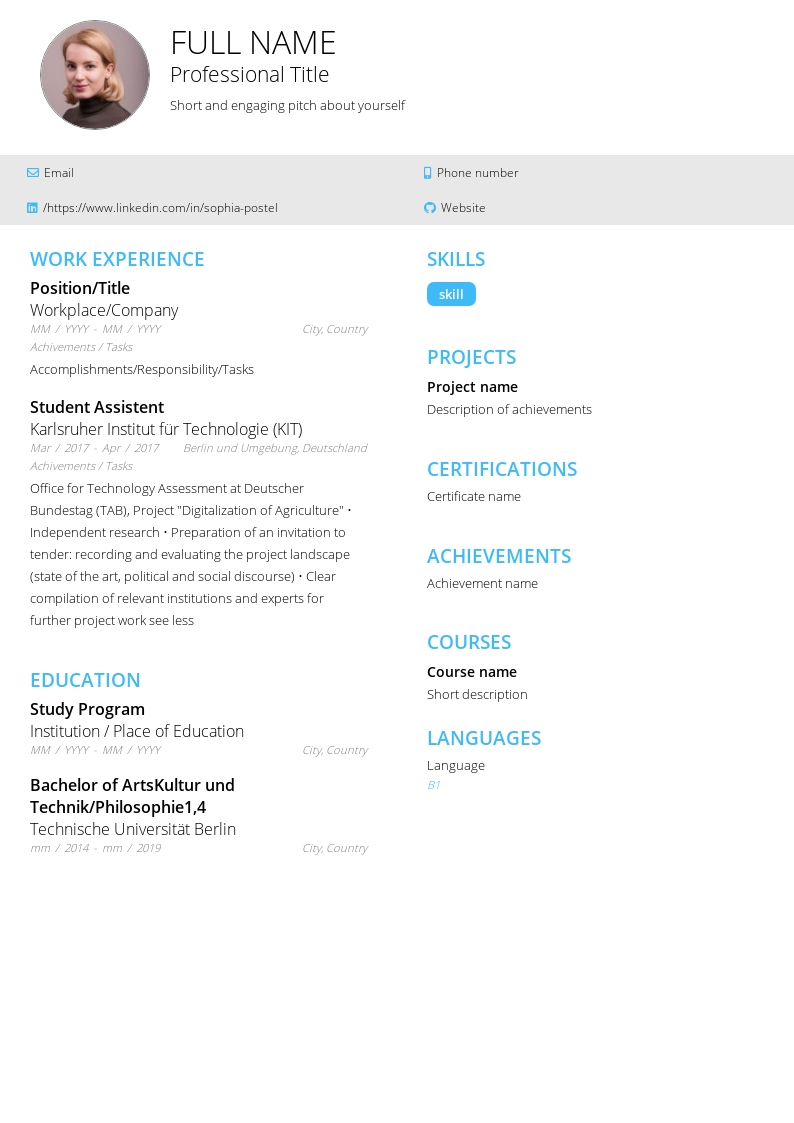 FULL NAME
Professional Title
Short and engaging pitch about yourself
Email
Phone number
/https://www.linkedin.com/in/sophia-postel
Website
WORK EXPERIENCE
Position/Title
Workplace/Company
MM / YYYY - MM / YYYY City, Country
Achivements / Tasks
Accomplishments/Responsibility/Tasks
Student Assistent
Karlsruher Institut für Technologie (KIT)
Mar / 2017 - Apr / 2017 Berlin und Umgebung, Deutschland
Achivements / Tasks
Office for Technology Assessment at Deutscher
Bundestag (TAB), Project "Digitalization of Agriculture" •
Independent research • Preparation of an invitation to
tender: recording and evaluating the project landscape
(state of the art, political and social discourse) • Clear
compilation of relevant institutions and experts for
further project work see less
EDUCATION
Study Program
Institution / Place of Education
MM / YYYY - MM / YYYY City, Country
Bachelor of ArtsKultur und
Technik/Philosophie1,4
Technische Universität Berlin
mm / 2014 - mm / 2019 City, Country
SKILLS
skill
PROJECTS
Project name
Description of achievements
CERTIFICATIONS
Certificate name
ACHIEVEMENTS
Achievement name
COURSES
Course name
Short description
LANGUAGES
Language
B1